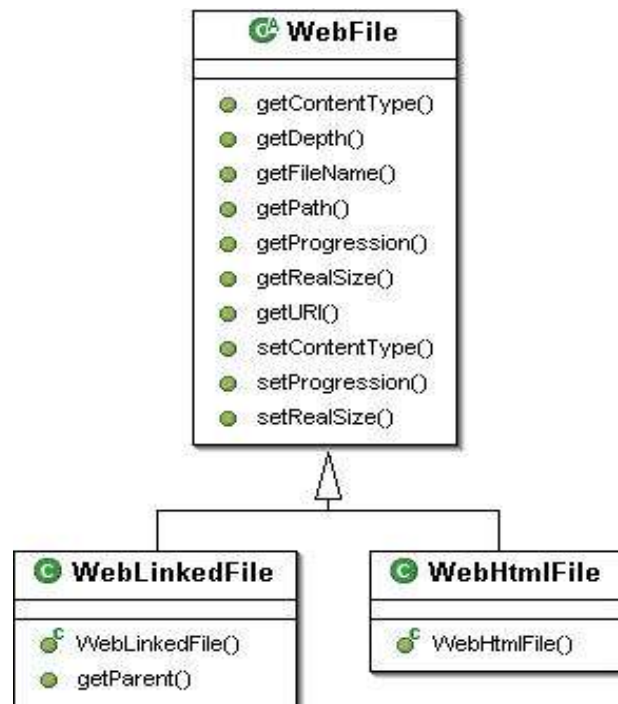 WebFile
getContentType()
getDepth()
getFileName()
getPath()
getProgression()
getRealSize()
getURI()
setContentType()
setProgression()
setRealSize()
WebLinkedFile
WebLinkedFile()
getParent()
WebHtmlFile
WebHtmlFile()